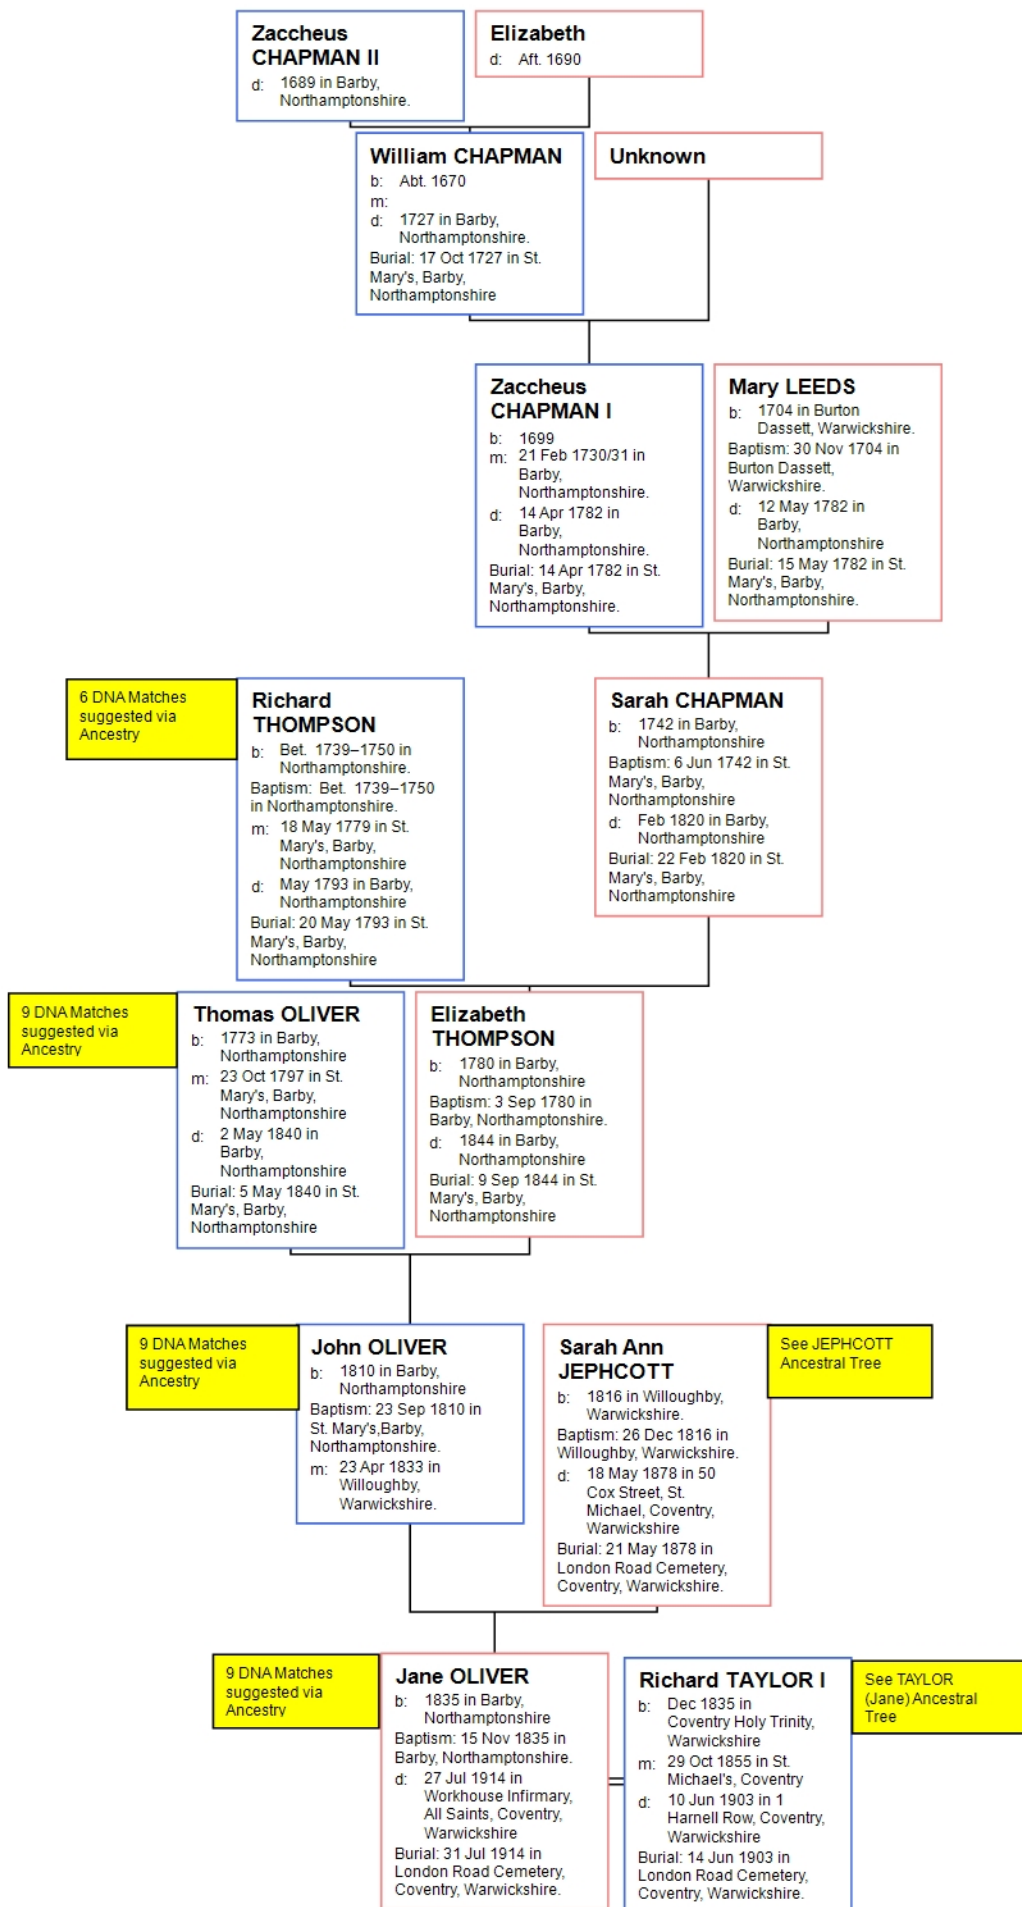 Zaccheus
CHAPMAN II
d: 1689 in Barby,
Northamptonshire.
Elizabeth
d: Aft. 1690
William CHAPMAN
b: Abt. 1670
m:
d: 1727 in Barby,
Northamptonshire.
Burial: 17 Oct 1727 in St.
Mary's, Barby,
Northamptonshire
Unknown
Zaccheus
CHAPMAN I
b: 1699
m: 21 Feb 1730/31 in
Barby,
Northamptonshire.
d: 14 Apr 1782 in
Barby,
Northamptonshire.
Burial: 14 Apr 1782 in St.
Mary's, Barby,
Northamptonshire.
Mary LEEDS
b: 1704 in Burton
Dassett, Warwickshire.
Baptism: 30 Nov 1704 in
Burton Dassett,
Warwickshire.
d: 12 May 1782 in
Barby,
Northamptonshire
Burial: 15 May 1782 in St.
Mary's, Barby,
Northamptonshire.
6 DNA Matches
suggested via
Ancestry
Richard
THOMPSON
b: Bet. 1739–1750 in
Northamptonshire.
Baptism: Bet. 1739–1750
in Northamptonshire.
m: 18 May 1779 in St.
Mary's, Barby,
Northamptonshire
d: May 1793 in Barby,
Northamptonshire
Burial: 20 May 1793 in St.
Mary's, Barby,
Northamptonshire
Sarah CHAPMAN
b: 1742 in Barby,
Northamptonshire
Baptism: 6 Jun 1742 in St.
Mary's, Barby,
Northamptonshire
d: Feb 1820 in Barby,
Northamptonshire
Burial: 22 Feb 1820 in St.
Mary's, Barby,
Northamptonshire
9 DNA Matches
suggested via
Ancestry
Thomas OLIVER
b: 1773 in Barby,
Northamptonshire
m: 23 Oct 1797 in St.
Mary's, Barby,
Northamptonshire
d: 2 May 1840 in
Barby,
Northamptonshire
Burial: 5 May 1840 in St.
Mary's, Barby,
Northamptonshire
Elizabeth
THOMPSON
b: 1780 in Barby,
Northamptonshire
Baptism: 3 Sep 1780 in
Barby, Northamptonshire.
d: 1844 in Barby,
Northamptonshire
Burial: 9 Sep 1844 in St.
Mary's, Barby,
Northamptonshire
9 DNA Matches
suggested via
Ancestry
John OLIVER
b: 1810 in Barby,
Northamptonshire
Baptism: 23 Sep 1810 in
St. Mary's,Barby,
Northamptonshire.
m: 23 Apr 1833 in
Willoughby,
Warwickshire.
Sarah Ann
JEPHCOTT
b: 1816 in Willoughby,
Warwickshire.
Baptism: 26 Dec 1816 in
Willoughby, Warwickshire.
d: 18 May 1878 in 50
Cox Street, St.
Michael, Coventry,
Warwickshire
Burial: 21 May 1878 in
London Road Cemetery,
Coventry, Warwickshire.
See JEPHCOTT
Ancestral Tree
9 DNA Matches
suggested via
Ancestry
Jane OLIVER
b: 1835 in Barby,
Northamptonshire
Baptism: 15 Nov 1835 in
Barby, Northamptonshire.
d: 27 Jul 1914 in
Workhouse Infirmary,
All Saints, Coventry,
Warwickshire
Burial: 31 Jul 1914 in
London Road Cemetery,
Coventry, Warwickshire.
Richard TAYLOR I
b: Dec 1835 in
Coventry Holy Trinity,
Warwickshire
m: 29 Oct 1855 in St.
Michael's, Coventry
d: 10 Jun 1903 in 1
Harnell Row, Coventry,
Warwickshire
Burial: 14 Jun 1903 in
London Road Cemetery,
Coventry, Warwickshire.
See TAYLOR
(Jane) Ancestral
Tree